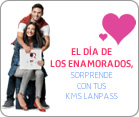 EL DÍA DE
LOS ENAMORADOS,
SORPRENDE
CON TUS
KMS LANPASS